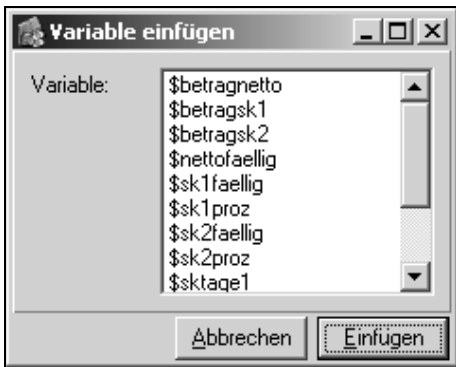 Variable einfügen
Variable:
$betragnetto
$betragsk1
$betragsk2
$nettofaellig
$sk1faellig
$sk1proz
$sk2faellig
$sk2proz
$sktage1
Abbrechen
Einfügen